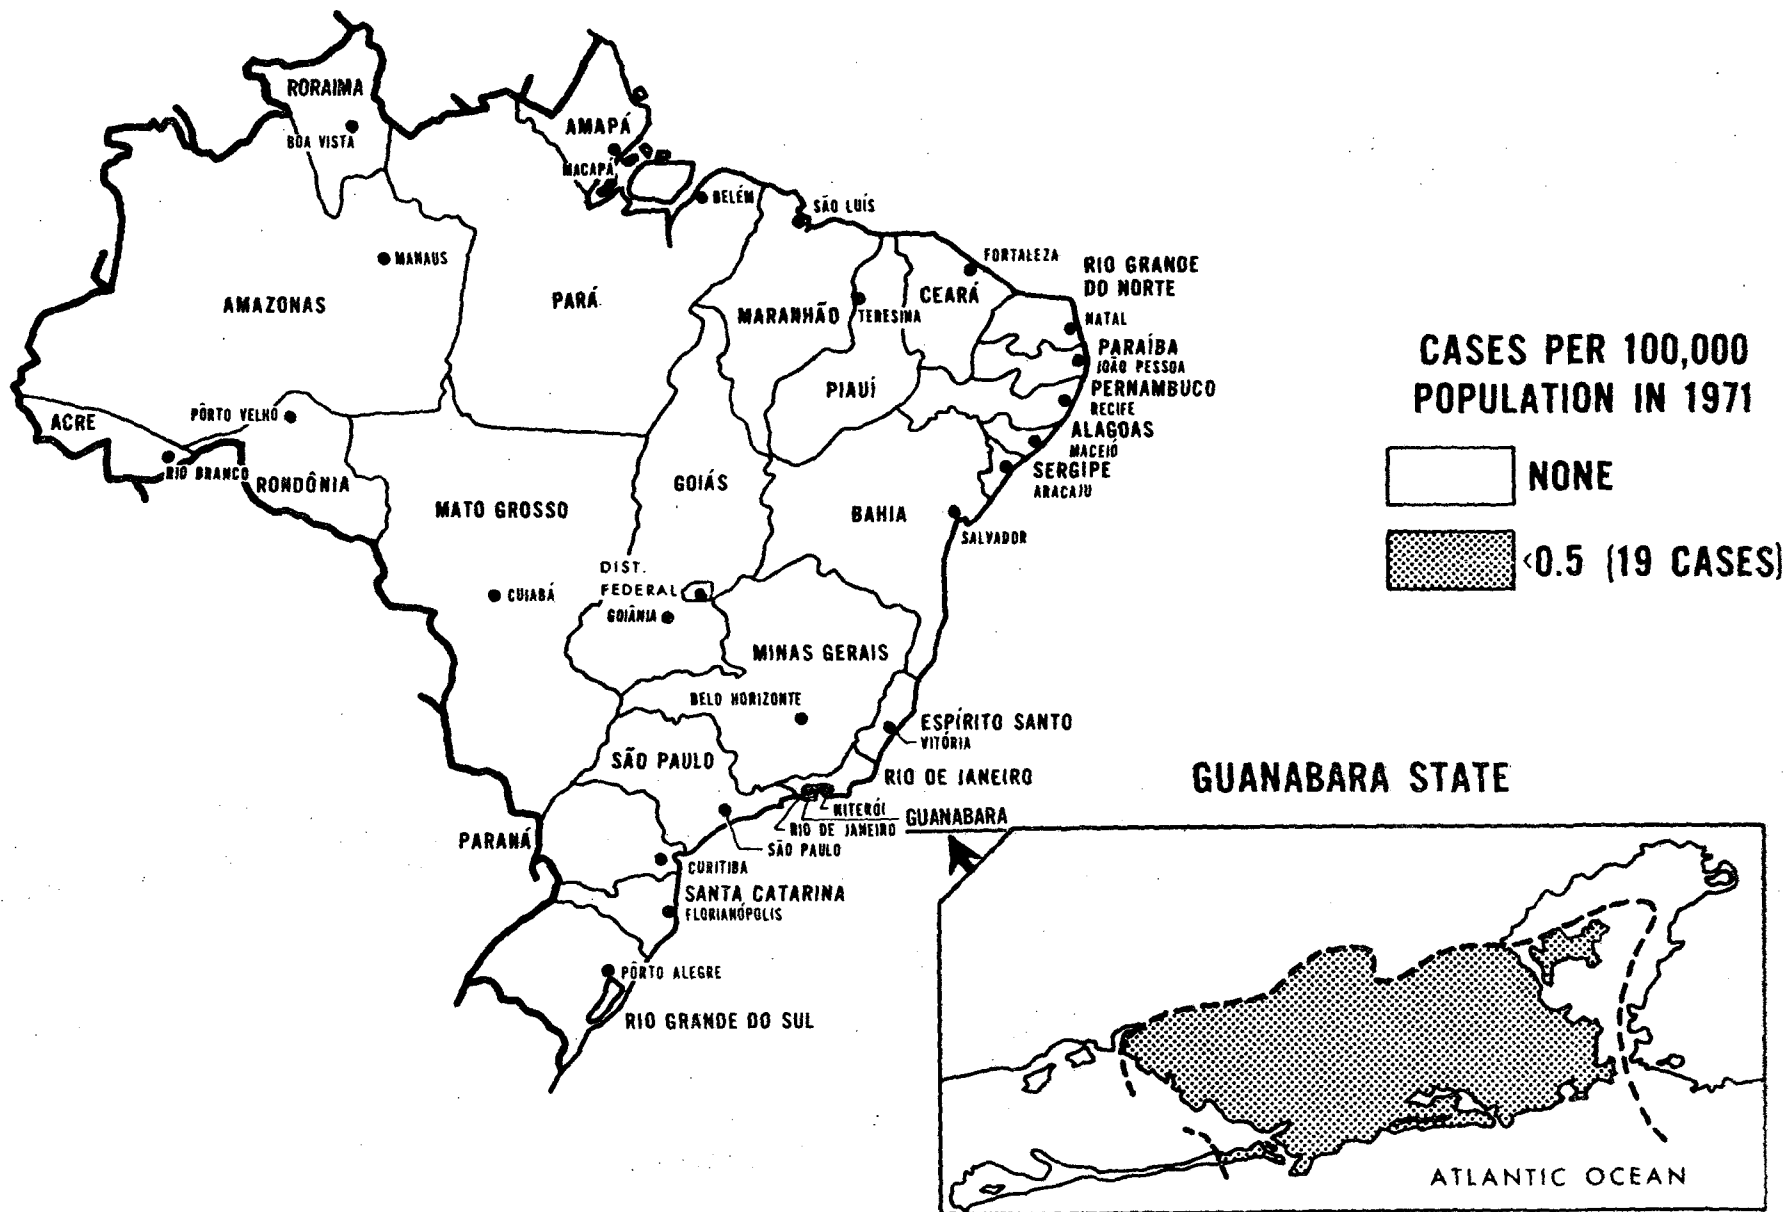 RORAIMA
BOA VISTA
AMAPÁ
MACAPÁ
BELÉM
SÃO LUÍS
MANAUS
FORTALEZA
RIO GRANDE
DO NORTE
AMAZONAS
PARÁ
MARANHÃO
TERESINA
CEARÁ
NATAL
PARAÍBA
JOÃO PESSOA
PIAUÍ
PERNAMBUCO
RECIFE
ACRE
PÔRTO VELHO
ALAGOAS
MACEIÓ
RIO BRANCO
RONDÔNIA
SERGIPE
ARACAJU
MATO GROSSO
GOIÁS
BAHIA
SALVADOR
DIST.
FEDERAL
CUIABÁ
GOIÂNIA
MINAS GERAIS
BELO HORIZONTE
ESPÍRITO SANTO
VITÓRIA
SÃO PAULO
RIO DE JANEIRO
NITERÓI
GUANABARA
RIO DE JANEIRO
SÃO PAULO
PARANÁ
CURITIBA
SANTA CATARINA
FLORIANÓPOLIS
PÔRTO ALEGRE
RIO GRANDE DO SUL
CASES PER 100,000
POPULATION IN 1971
NONE
<0.5 (19 CASES)
GUANABARA STATE
ATLANTIC OCEAN